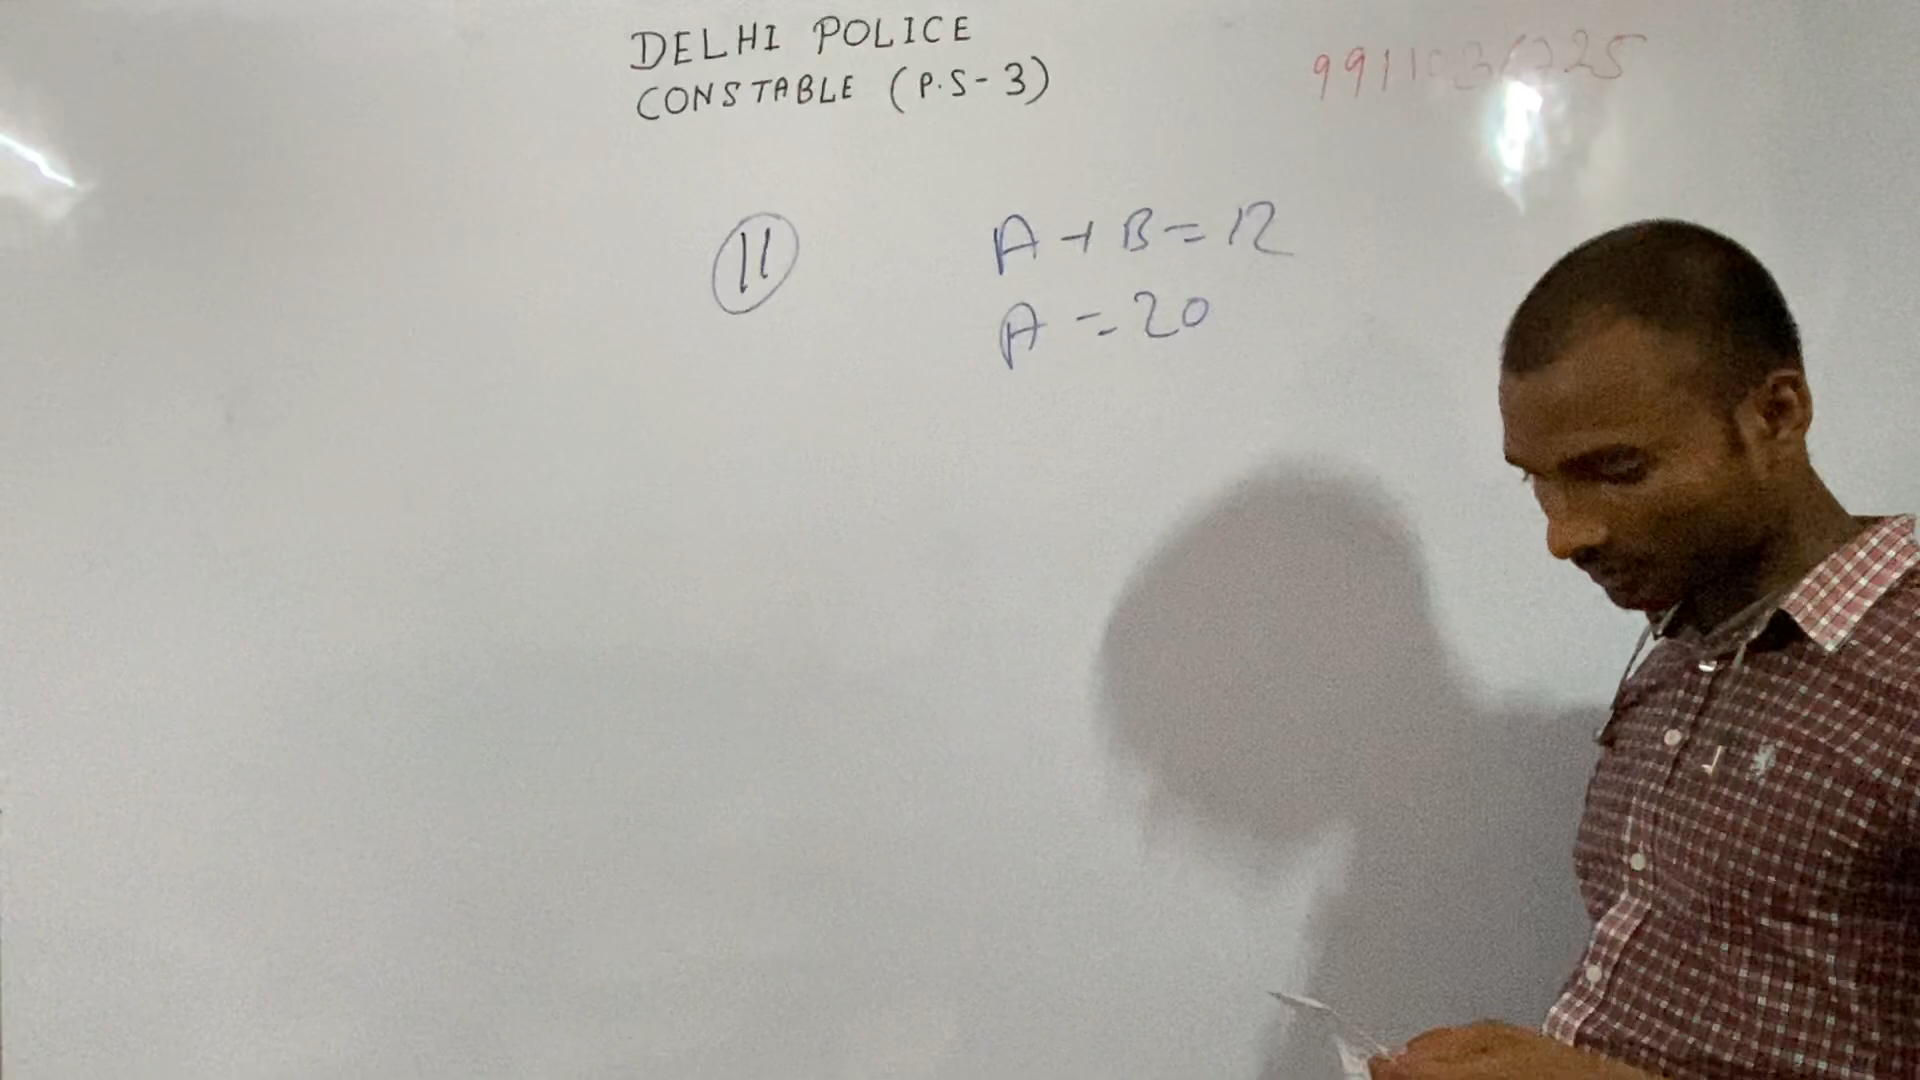 DELHI POLICE
CONSTABLE (P.S-3)
11
A + B = 12
A = 20